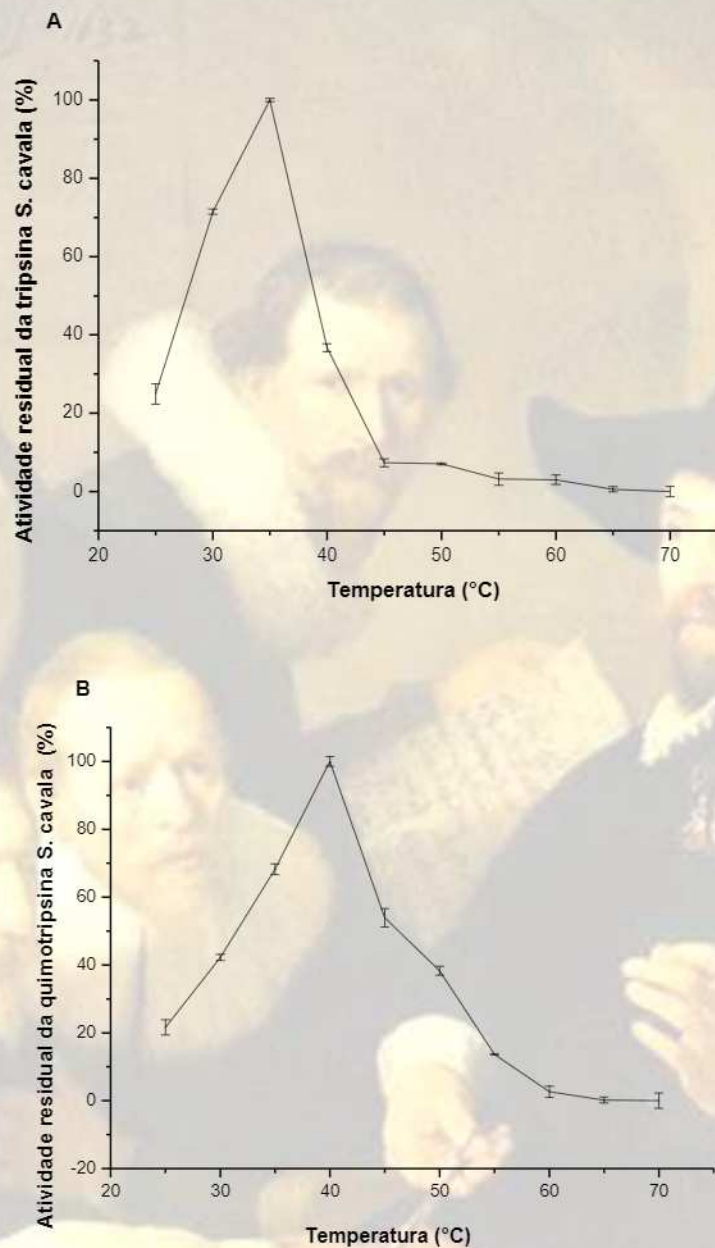 A
Atividade residual da tripsina S. cavala (%)
100
80
60
40
20
0
20 30 40 50 60 70
Temperatura (°C)
B
Atividade residual da quimotripsina S. cavala (%)
100
80
60
40
20
0
-20
20 30 40 50 60 70
Temperatura (°C)